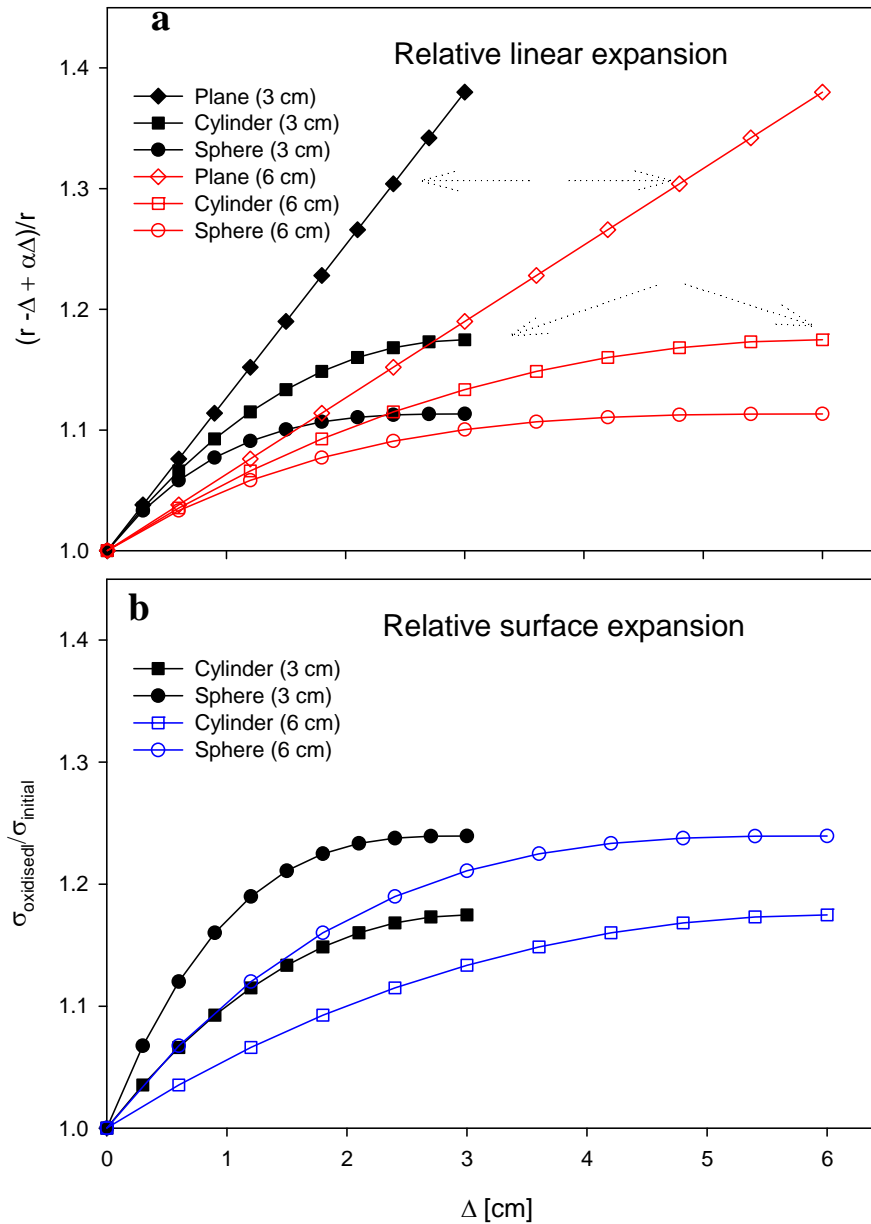 a
Relative linear expansion
1.4
1.3
1.2
1.1
1.0
Plane (3 cm)
Cylinder (3 cm)
Sphere (3 cm)
Plane (6 cm)
Cylinder (6 cm)
Sphere (6 cm)
(r -Δ + αΔ)/r
b
Relative surface expansion
1.4
1.3
1.2
1.1
1.0
Cylinder (3 cm)
Sphere (3 cm)
Cylinder (6 cm)
Sphere (6 cm)
σoxidisedl/σinitial
0 1 2 3 4 5 6
Δ [cm]